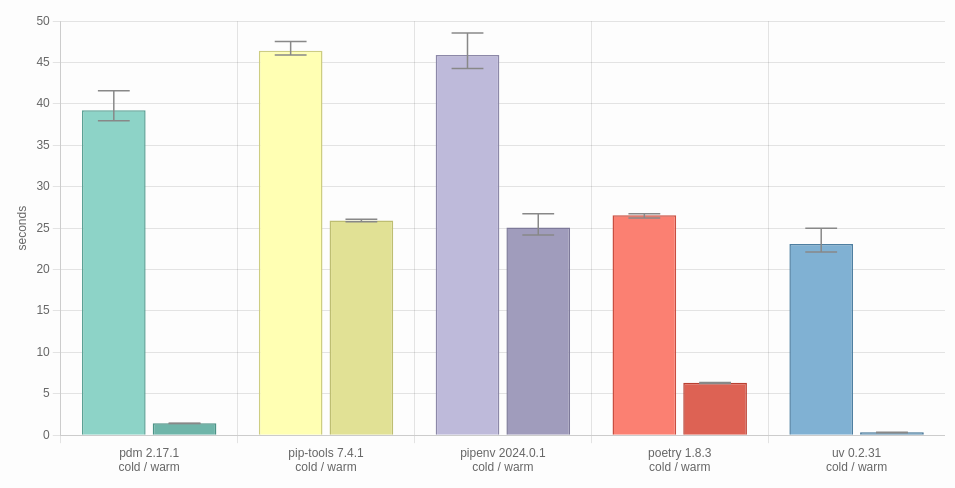 50
45
40
35
30
25
20
15
10
5
0
seconds
pdm 2.17.1
cold / warm
pip-tools 7.4.1
cold / warm
pipenv 2024.0.1
cold / warm
poetry 1.8.3
cold / warm
uv 0.2.31
cold / warm